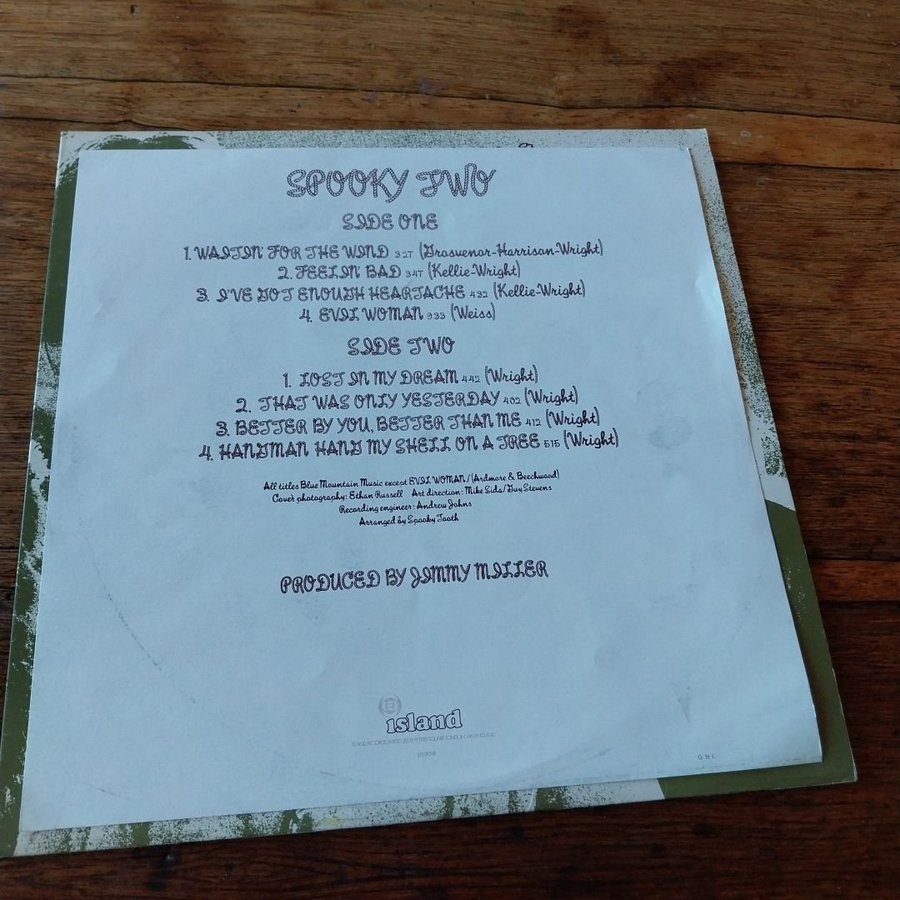 SPOOKY TWO
SIDE ONE
1. WAITIN' FOR THE WIND 3:27 (Grosvenor-Harrison-Wright)
2. FEELIN' BAD 3:47 (Kellie-Wright)
3. I'VE GOT ENOUGH HEARTACHE 4:32 (Kellie-Wright)
4. EVIL WOMAN 9:33 (Weiss)
SIDE TWO
1. LOST IN MY DREAM 4:42 (Wright)
2. THAT WAS ONLY YESTERDAY 4:02 (Wright)
3. BETTER BY YOU, BETTER THAN ME 4:12 (Wright)
4. HANGMAN HANG MY SHELL ON A TREE 5:15 (Wright)
All titles Blue Mountain Music except EVIL WOMAN/(Ardmore & Beechwood)
Cover photography: Ethan Russell Art direction: Mike Sida/Guy Stevens
Recording engineer: Andrew Johns
Arranged by Spooky Tooth
PRODUCED BY JIMMY MILLER
island
G.B.L.